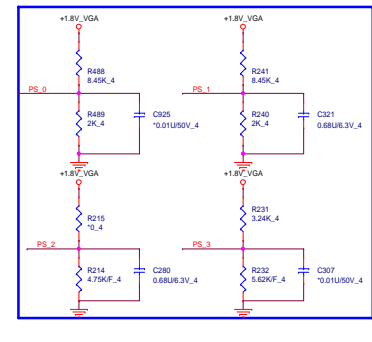 +1.8V_VGA
+1.8V_VGA
R488
8.45K_4
R241
8.45K_4
PS_0
PS_1
R489
2K_4
C925
*0.01U/50V_4
R240
2K_4
C321
0.68U/6.3V_4
+1.8V_VGA
+1.8V_VGA
R215
*0_4
R231
3.24K_4
PS_2
PS_3
R214
4.75K/F_4
C280
0.68U/6.3V_4
R232
5.62K/F_4
C307
*0.01U/50V_4